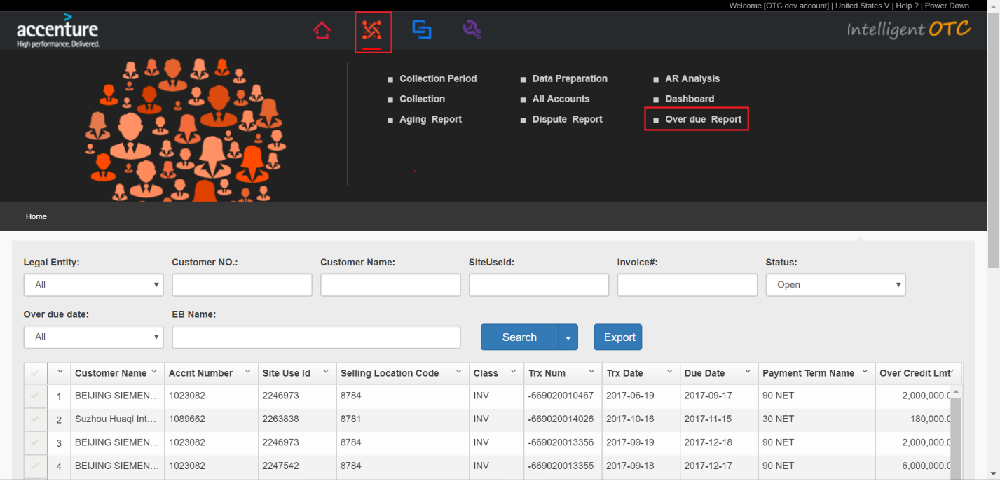 Welcome [OTC dev account] | United States V | Help ? | Power Down
accenture
High performance. Delivered.
Intelligent OTC
Collection Period
Data Preparation
AR Analysis
Collection
All Accounts
Dashboard
Aging Report
Dispute Report
Over due Report
Home
Legal Entity: Customer NO.: Customer Name: SiteUseId: Invoice#: Status:
All Open
Over due date: EB Name:
All Search Export
Customer Name Accnt Number Site Use Id Selling Location Code Class Trx Num Trx Date Due Date Payment Term Name Over Credit Lmt
1 BEIJING SIEMEN... 1023082 2246973 8784 INV -669020010467 2017-06-19 2017-09-17 90 NET 2,000,000.0
2 Suzhou Huaqi Int... 1089662 2263838 8781 INV -669020014026 2017-10-16 2017-11-15 30 NET 180,000.0
3 BEIJING SIEMEN... 1023082 2246973 8784 INV -669020013356 2017-09-19 2017-12-18 90 NET 2,000,000.0
4 BEIJING SIEMEN... 1023082 2247542 8784 INV -669020013355 2017-09-18 2017-12-17 90 NET 6,000,000.0